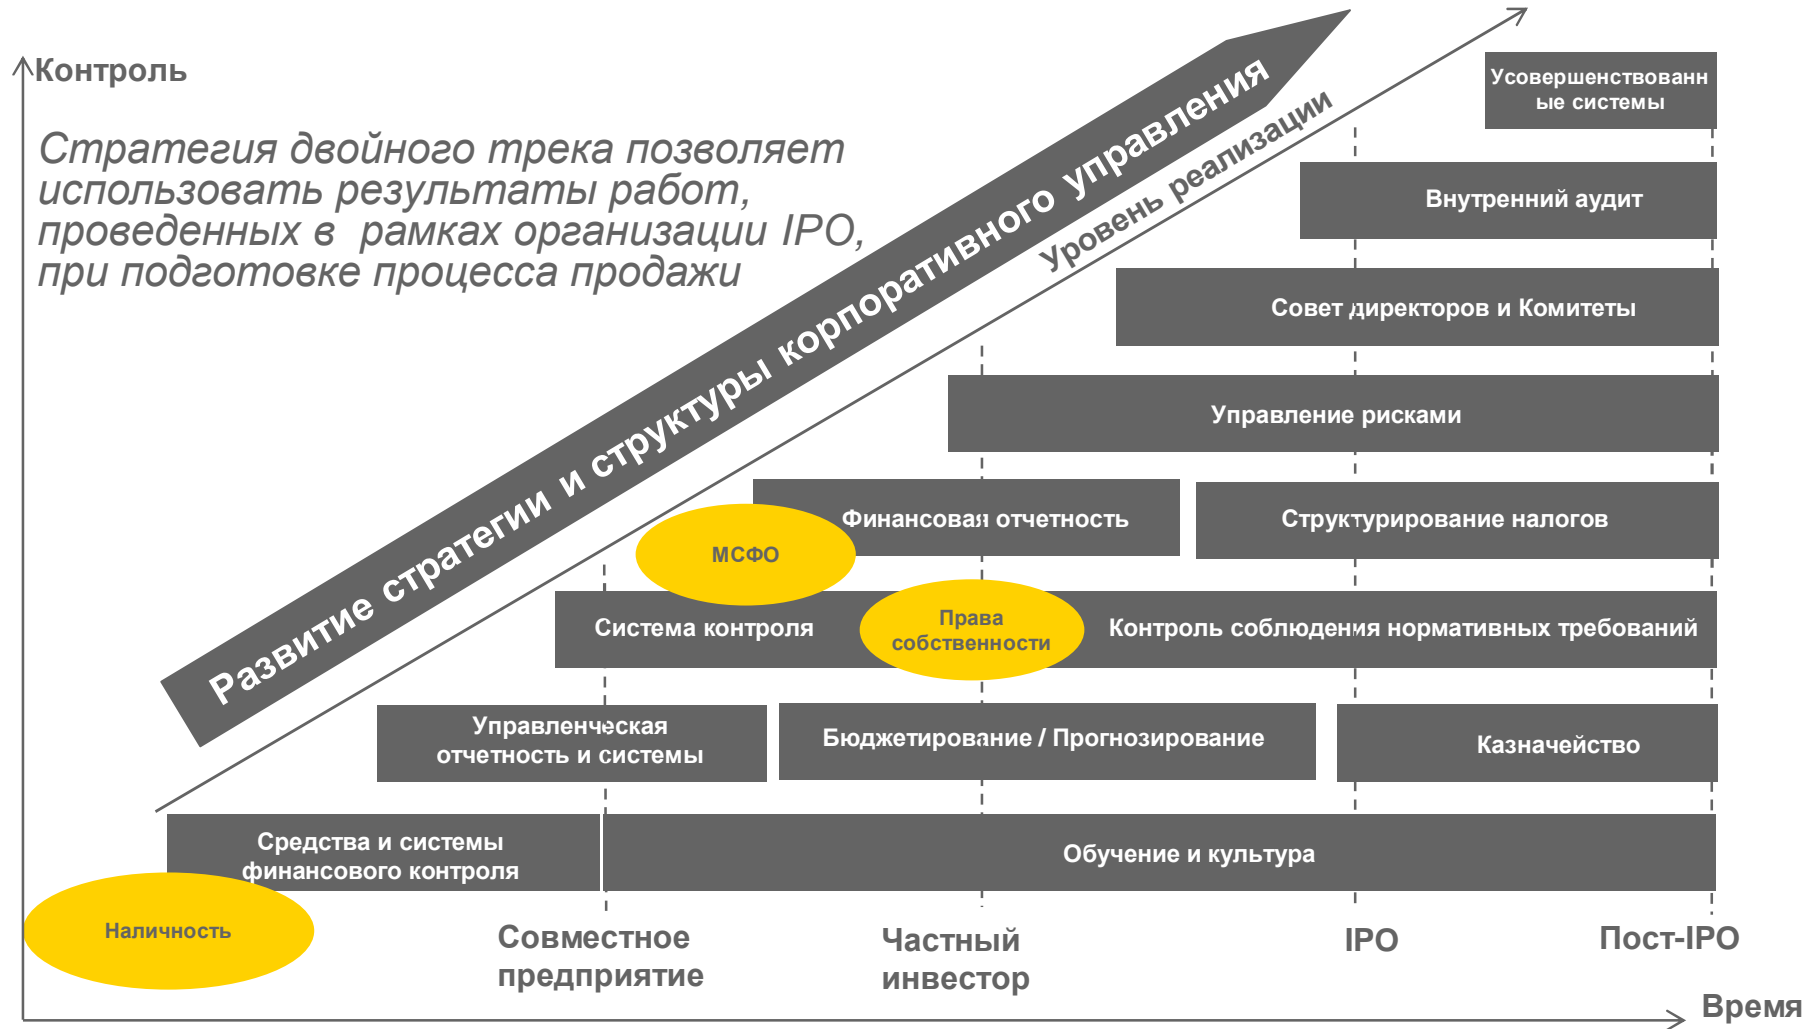 Контроль
Стратегия двойного трека позволяет
использовать результаты работ,
проведенных в рамках организации IPO,
при подготовке процесса продажи
Развитие стратегии и структуры корпоративного управления
Уровень реализации
Усовершенствованн
ые системы
Внутренний аудит
Совет директоров и Комитеты
Управление рисками
Финансовая отчетность
Структурирование налогов
МСФО
Система контроля
Права
собственности
Контроль соблюдения нормативных требований
Управленческая
отчетность и системы
Бюджетирование / Прогнозирование
Казначейство
Средства и системы
финансового контроля
Обучение и культура
Наличность
Совместное
предприятие
Частный
инвестор
IPO
Пост-IPO
Время